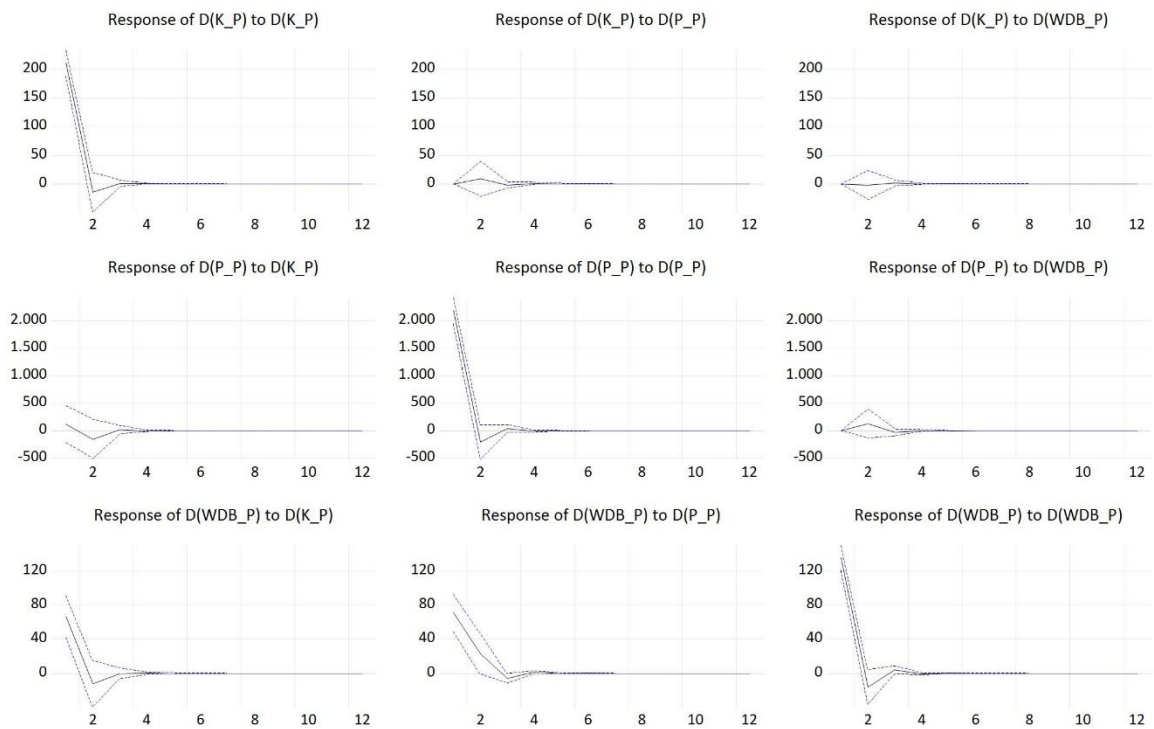 Response of D(K_P) to D(K_P)
Response of D(K_P) to D(P_P)
Response of D(K_P) to D(WDB_P)
200
150
100
50
0
2 4 6 8 10 12
200
150
100
50
0
2 4 6 8 10 12
200
150
100
50
0
2 4 6 8 10 12
Response of D(P_P) to D(K_P)
Response of D(P_P) to D(P_P)
Response of D(P_P) to D(WDB_P)
2.000
1.500
1.000
500
0
-500
2 4 6 8 10 12
2.000
1.500
1.000
500
0
-500
2 4 6 8 10 12
2.000
1.500
1.000
500
0
-500
2 4 6 8 10 12
Response of D(WDB_P) to D(K_P)
Response of D(WDB_P) to D(P_P)
Response of D(WDB_P) to D(WDB_P)
120
80
40
0
2 4 6 8 10 12
120
80
40
0
2 4 6 8 10 12
120
80
40
0
2 4 6 8 10 12